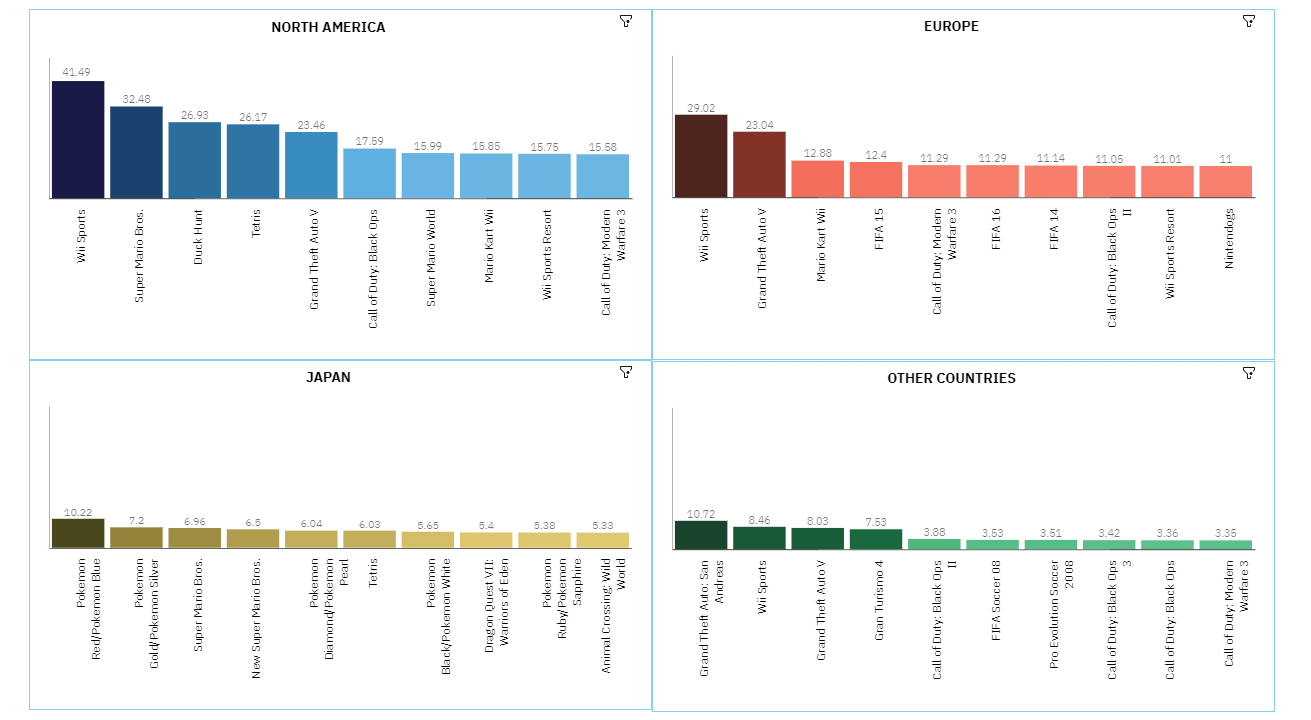 NORTH AMERICA
41.49
32.48
26.93
26.17
23.46
17.59
15.99
15.85
15.75
15.58
Wii Sports
Super Mario Bros.
Duck Hunt
Tetris
Grand Theft Auto V
Call of Duty: Black Ops
Super Mario World
Mario Kart Wii
Wii Sports Resort
Call of Duty: Modern
Warfare 3
EUROPE
29.02
23.04
12.88
12.4
11.29
11.29
11.14
11.05
11.01
11
Wii Sports
Grand Theft Auto V
Mario Kart Wii
FIFA 15
Call of Duty: Modern
Warfare 3
FIFA 16
FIFA 14
Call of Duty: Black Ops
II
Wii Sports Resort
Nintendogs
JAPAN
10.22
7.2
6.96
6.5
6.04
6.03
5.65
5.4
5.38
5.33
Pokemon
Red/Pokemon Blue
Pokemon
Gold/Pokemon Silver
Super Mario Bros.
New Super Mario Bros.
Pokemon
Diamond/Pokemon
Pearl
Tetris
Pokemon
Black/Pokemon White
Dragon Quest VII:
Warriors of Eden
Pokemon
Ruby/Pokemon
Sapphire
Animal Crossing: Wild
World
OTHER COUNTRIES
10.72
8.46
8.03
7.53
3.88
3.53
3.51
3.42
3.36
3.35
Grand Theft Auto: San
Andreas
Wii Sports
Grand Theft Auto V
Gran Turismo 4
Call of Duty: Black Ops
II
FIFA Soccer 08
Pro Evolution Soccer
2008
Call of Duty: Black Ops
3
Call of Duty: Black Ops
Call of Duty: Modern
Warfare 3